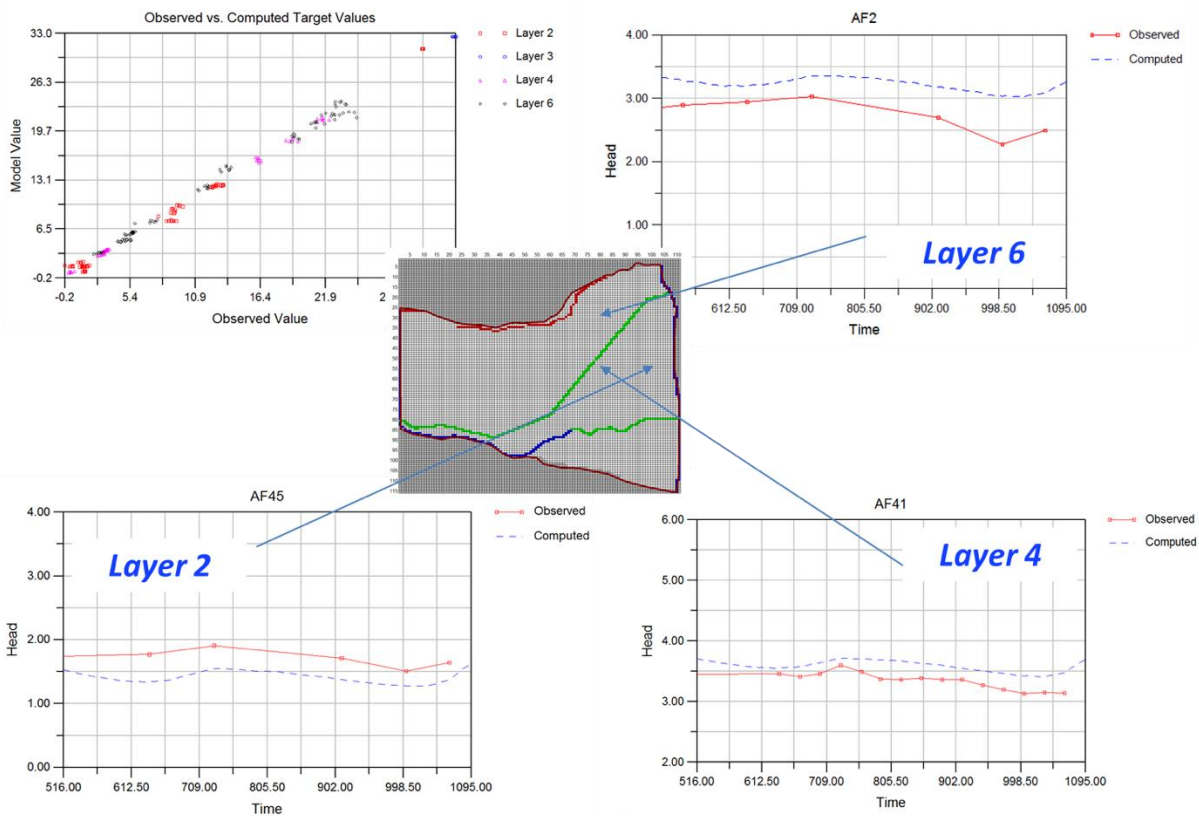 Observed vs. Computed Target Values
33.0
26.3
19.7
13.1
6.5
-0.2
Model Value
-0.2
5.4
10.9
16.4
21.9
2
Observed Value
Layer 2
Layer 3
Layer 4
Layer 6
AF2
4.00
3.00
2.00
1.00
Head
612.50
709.00
805.50
902.00
998.50
1095.00
Time
Observed
Computed
Layer 6
AF45
4.00
3.00
2.00
1.00
0.00
Head
516.00
612.50
709.00
805.50
902.00
998.50
1095.00
Time
Observed
Computed
Layer 2
AF41
6.00
5.00
4.00
3.00
2.00
Head
516.00
612.50
709.00
805.50
902.00
998.50
1095.00
Time
Observed
Computed
Layer 4